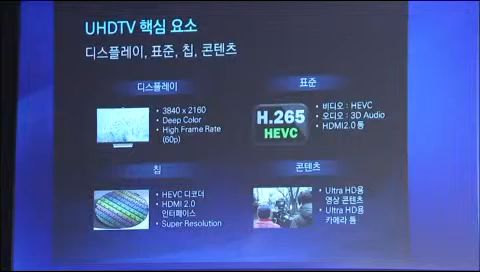 UHDTV 핵심 요소
디스플레이, 표준, 칩, 콘텐츠
디스플레이
• 3840 x 2160
• Deep Color
• High Frame Rate
(60p)
표준
H.265
HEVC
• 비디오 : HEVC
• 오디오 : 3D Audio
• HDMI2.0 등
칩
• HEVC 디코더
• HDMI 2.0
인터페이스
• Super Resolution
콘텐츠
• Ultra HD용
영상 콘텐츠
• Ultra HD용
카메라 등